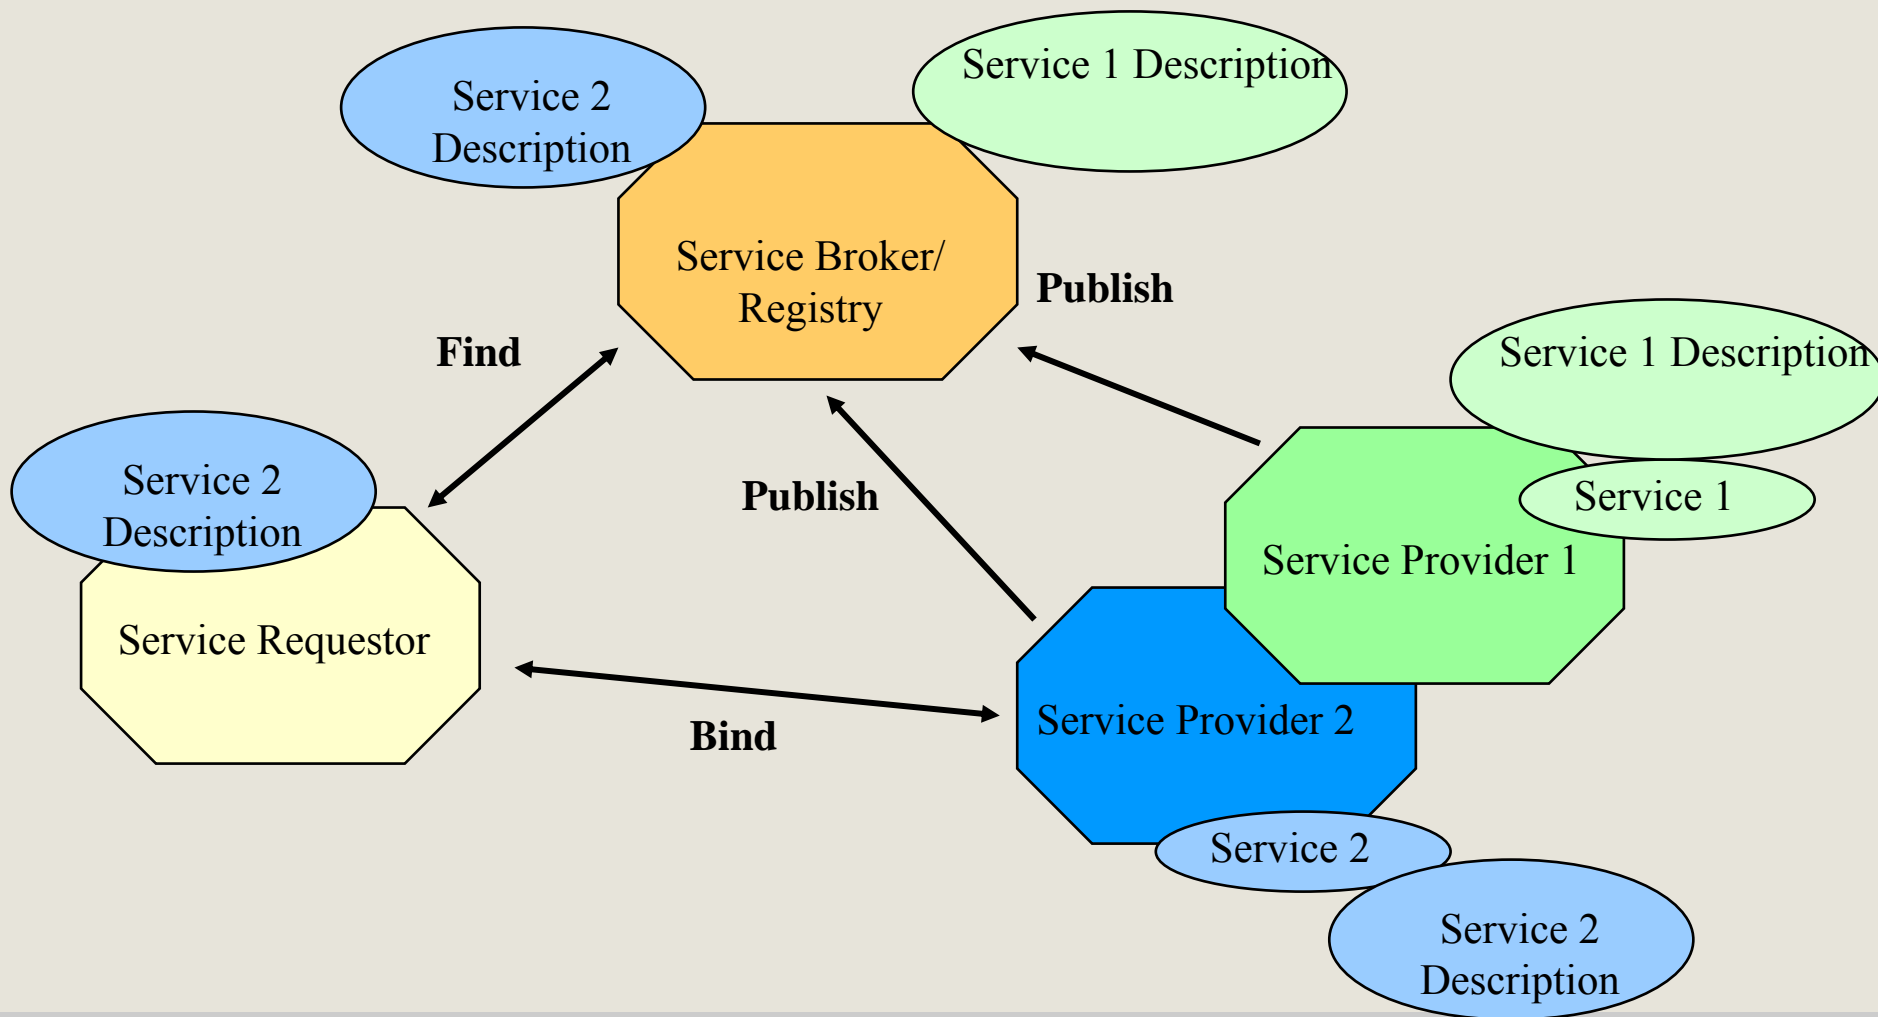 Service 1 Description
Service 2
Description
Service Broker/
Registry
Publish
Find
Service 1 Description
Service 2
Description
Publish
Service 1
Service Provider 1
Service Requestor
Service Provider 2
Bind
Service 2
Service 2
Description